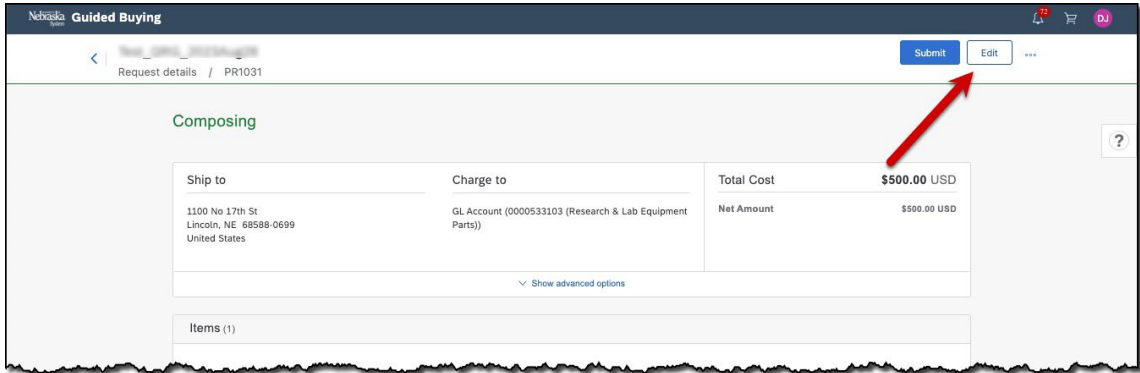 Nebraska System Guided Buying
72
DJ
Submit
Edit
Request details / PR1031
Composing
?
Ship to
1100 No 17th St
Lincoln, NE 68588-0699
United States
Charge to
GL Account (0000533103 (Research & Lab Equipment
Parts))
Total Cost $500.00 USD
Net Amount $500.00 USD
Show advanced options
Items (1)